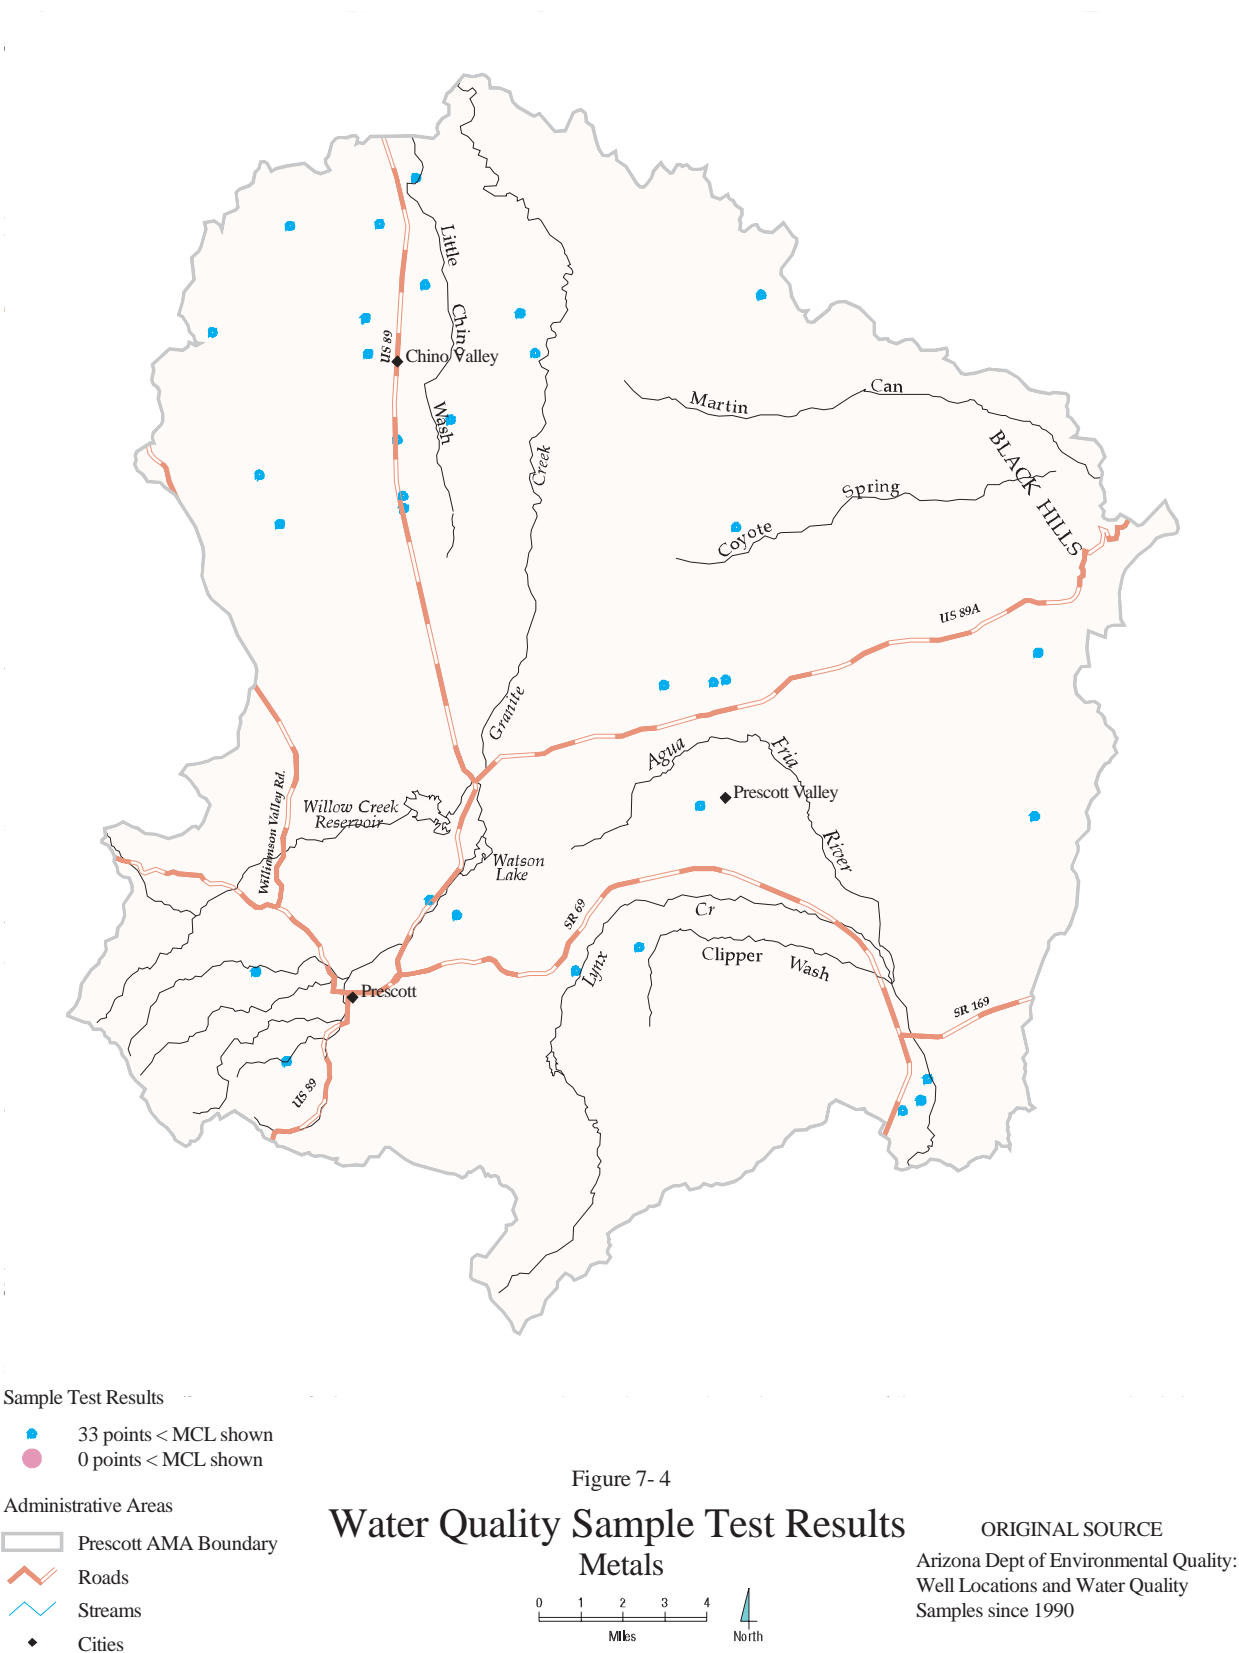 Little
Chino
Wash
US 89
Chino Valley
Creek
Granite
Martin
Can
BLACK HILLS
Spring
Coyote
US 89A
Agua
Fria
River
Prescott Valley
Williamson Valley Rd.
Willow Creek
Reservoir
Watson
Lake
SR 69
Lynx
Cr
Clipper
Wash
Prescott
SR 169
US 89
Sample Test Results
33 points < MCL shown
0 points < MCL shown
Administrative Areas
Prescott AMA Boundary
Roads
Streams
Cities
Figure 7- 4
Water Quality Sample Test Results
Metals
0 1 2 3 4
Miles
North
ORIGINAL SOURCE
Arizona Dept of Environmental Quality:
Well Locations and Water Quality
Samples since 1990